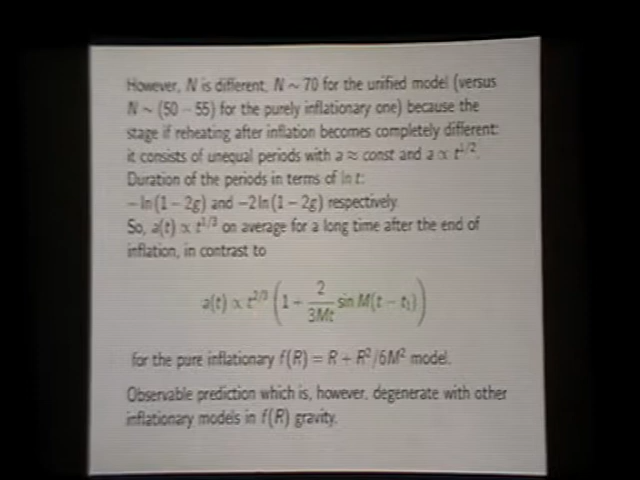 However, N is different, N ~ 70 for the unified model (versus
N ~ (50 – 55) for the purely inflationary one) because the
stage if reheating after inflation becomes completely different:
it consists of unequal periods with a ≈ const and a ∝ t^{1/2}.
Duration of the periods in terms of ln t:
− ln(1 − 2g) and −2 ln(1 − 2g) respectively.
So, a(t) ∝ t^{1/3} on average for a long time after the end of
inflation, in contrast to
a(t) ∝ t^{2/3} (1 + \frac{2}{3Mt} sin M(t − t₁))
for the pure inflationary f(R) = R + R²/6M² model.
Observable prediction which is, however, degenerate with other
inflationary models in f(R) gravity.